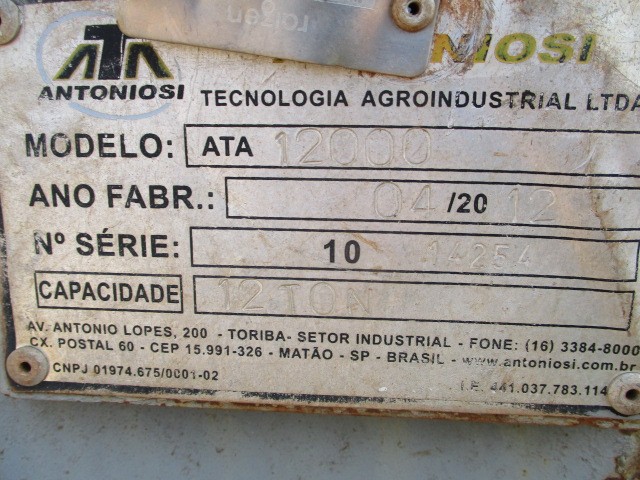 raízen
NIOSI
ATA
ANTONIOSI
TECNOLOGIA AGROINDUSTRIAL LTDA
MODELO: ATA 12000
ANO FABR.: 04/2012
Nº SÉRIE: 10 14254
CAPACIDADE 12 TON
AV. ANTONIO LOPES, 200 - TORIBA- SETOR INDUSTRIAL - FONE: (16) 3384-8000
CX. POSTAL 60 - CEP 15.991-326 - MATÃO - SP - BRASIL - www.antoniosi.com.br
CNPJ 01974.675/0001-02
I.E. 441.037.783.114